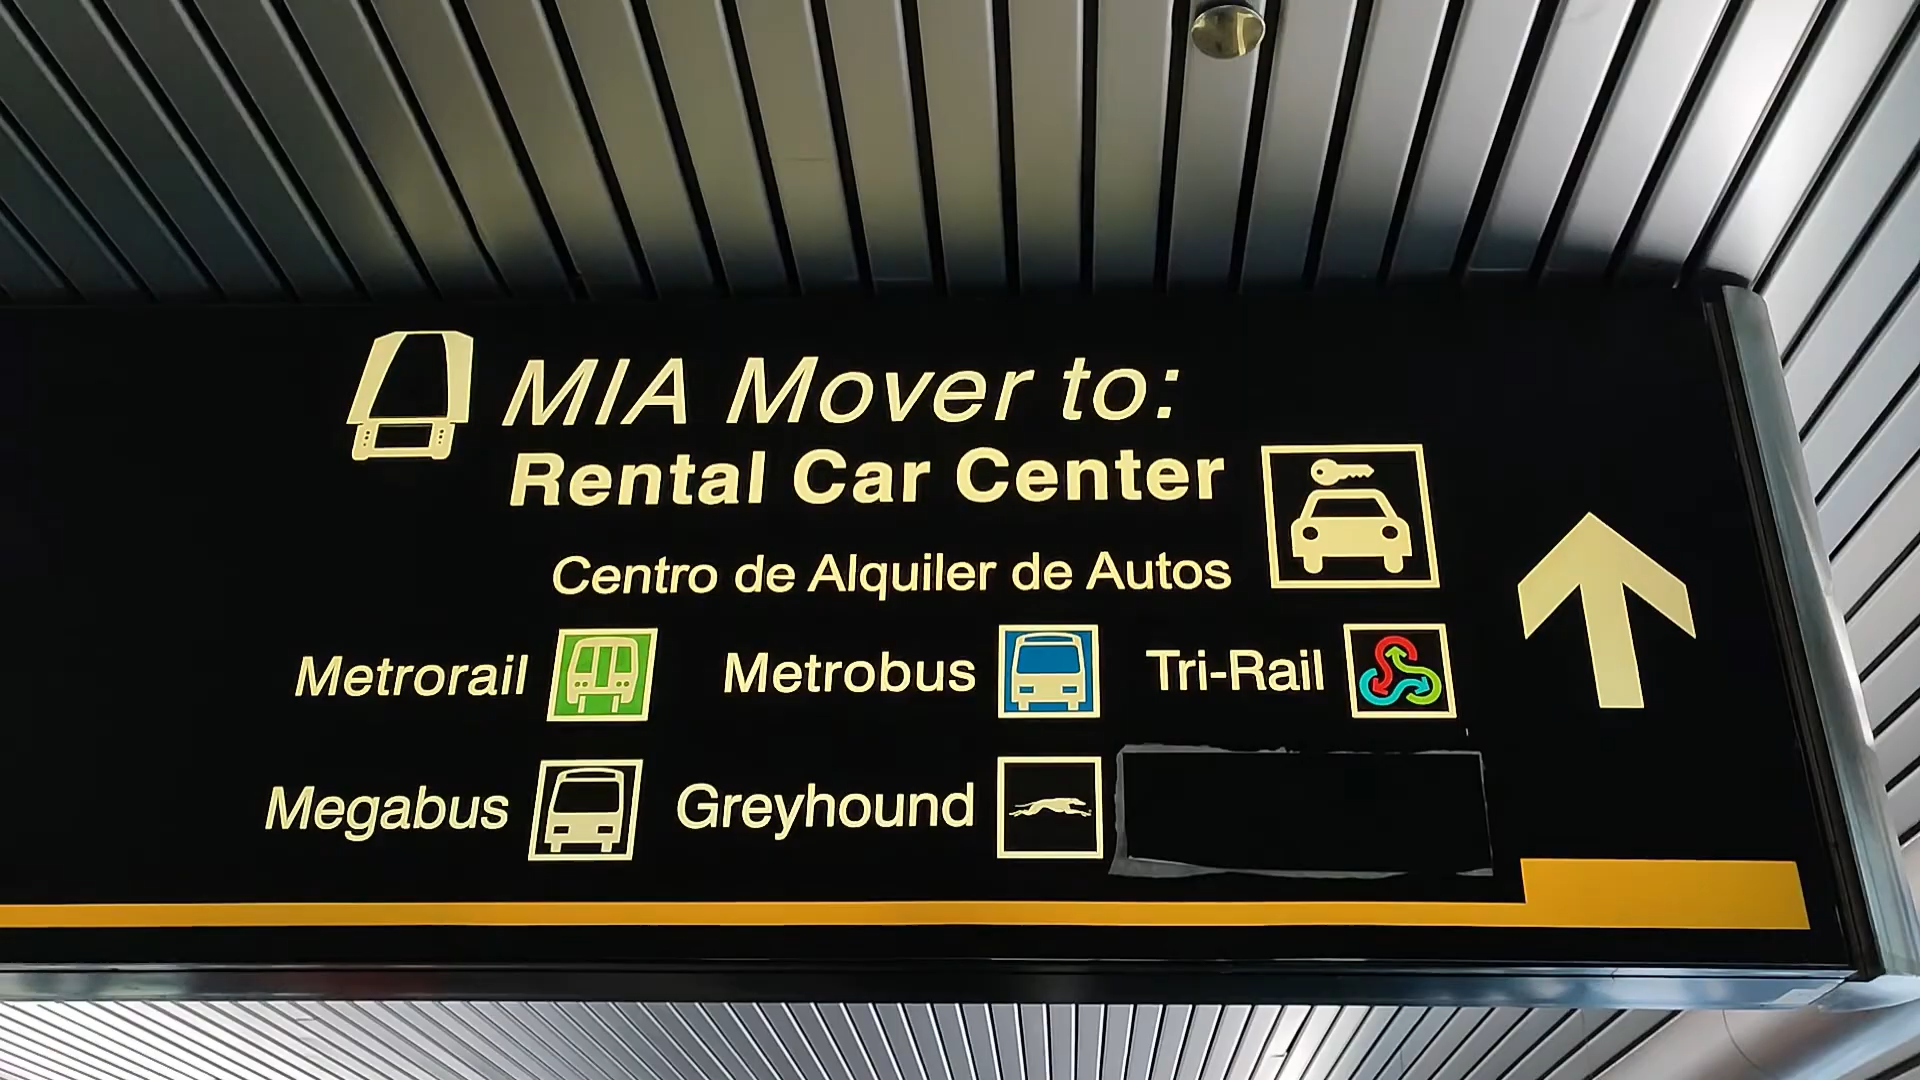 MIA Mover to:
Rental Car Center
Centro de Alquiler de Autos
Metrorail Metrobus Tri-Rail
Megabus Greyhound